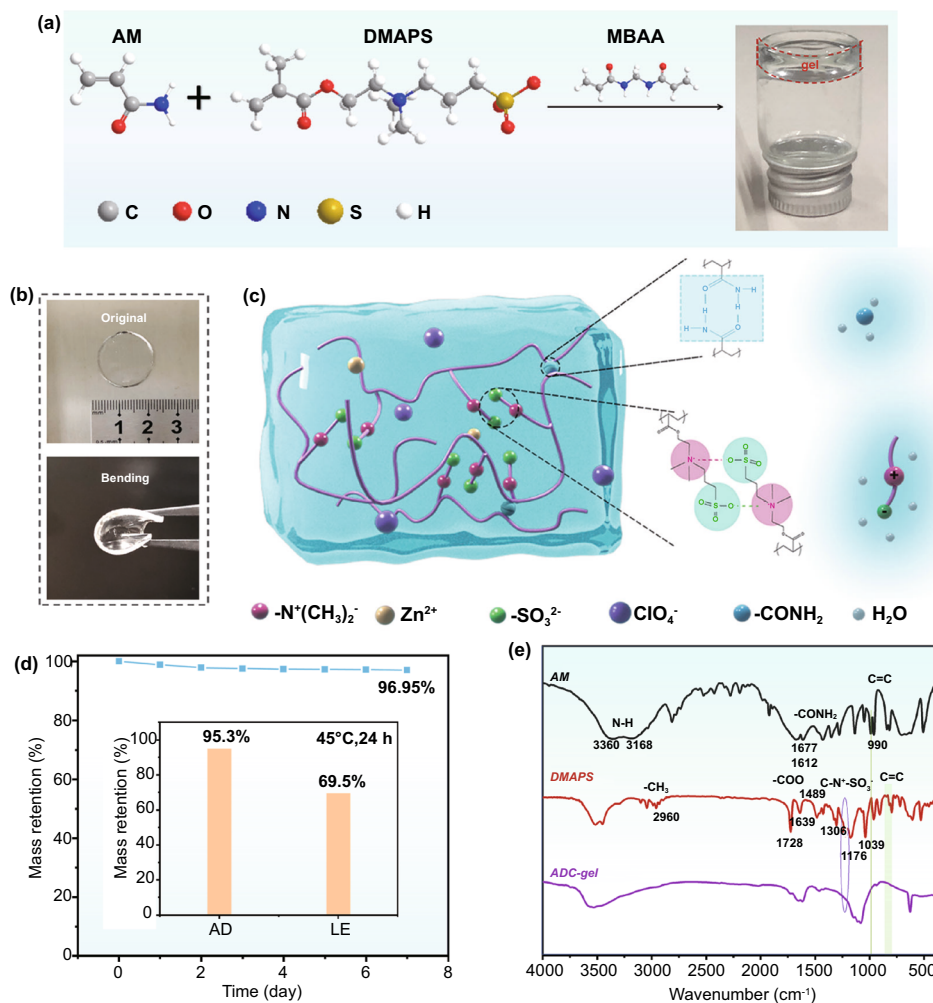 (a)
AM
DMAPS
MBAA
gel
C
O
N
S
H
(b)
Original
mm
1 2 3
Bending
(c)
O N H
H H
H N O
N⁺
O S O
O
O S O
O
N
+
-
-N⁺(CH₃)₂⁻
Zn²⁺
-SO₃²⁻
ClO₄⁻
-CONH₂
H₂O
(d)
100
80
60
40
20
0
Mass retention (%)
96.95%
100
80
60
40
20
0
Mass retention (%)
95.3%
45°C,24 h
69.5%
AD
LE
0 2 4 6 8
Time (day)
(e)
AM
C=C
N-H
-CONH₂
3360 3168
1677
1612
990
DMAPS
-CH₃
2960
-COO
1489
C-N⁺-SO₃⁻
C=C
1728
1639
1306
1176
1039
ADC-gel
4000 3500 3000 2500 2000 1500 1000 500
Wavenumber (cm⁻¹)